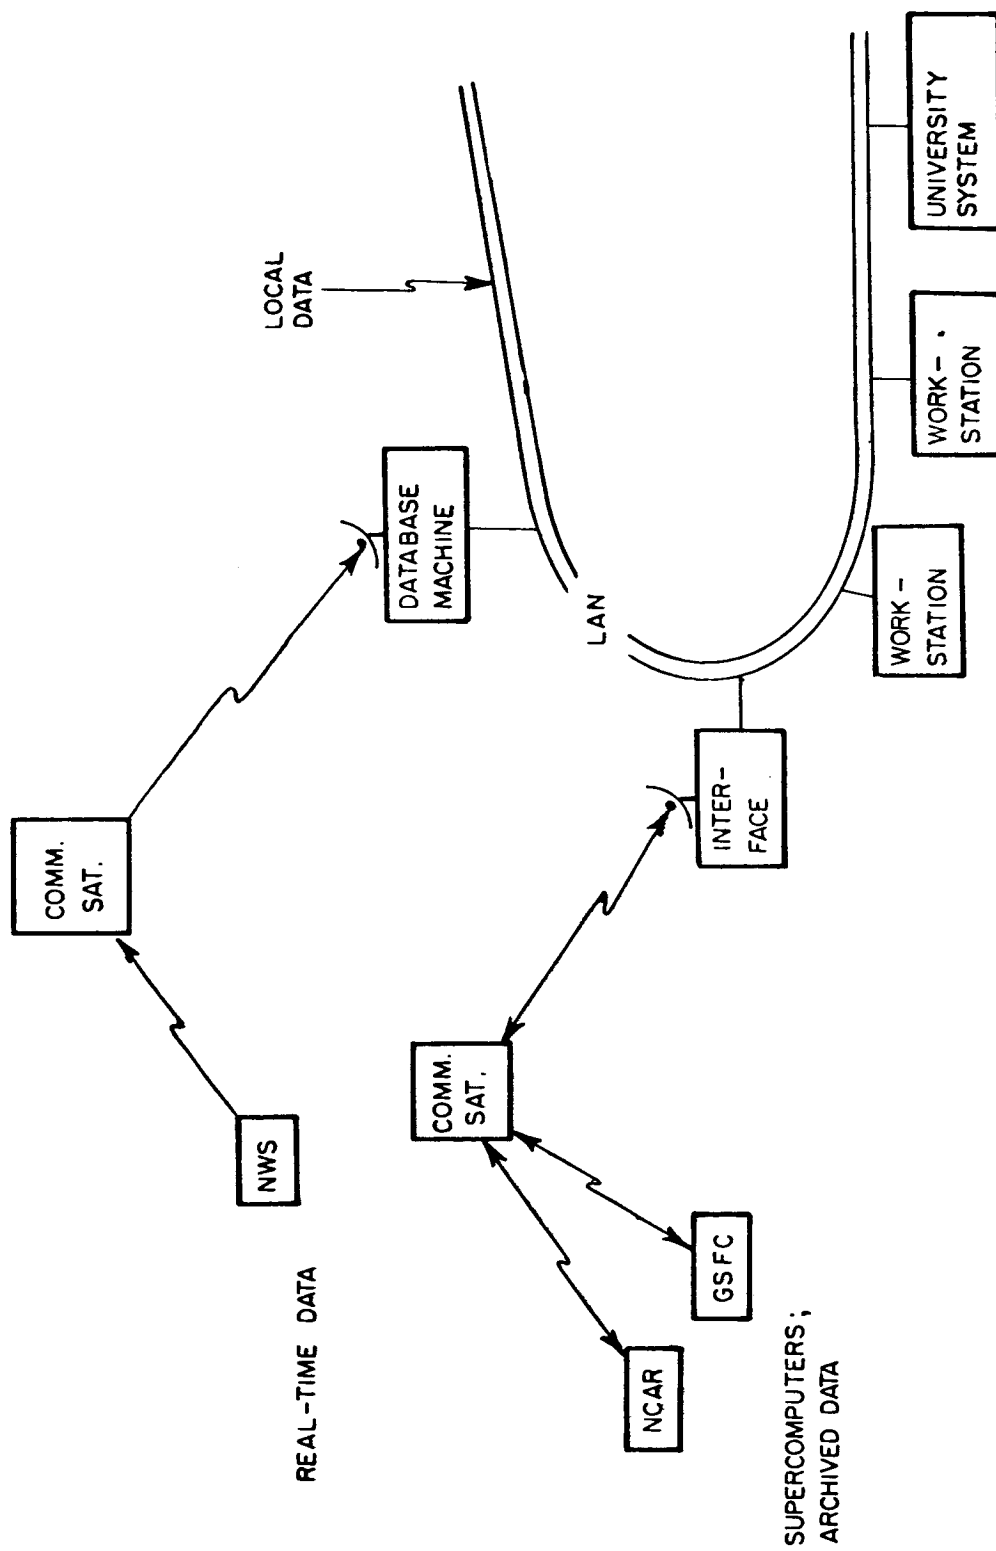 COMM.
SAT.
NWS
REAL-TIME DATA
LOCAL
DATA
DATABASE
MACHINE
LAN
COMM.
SAT.
INTER-
FACE
NCAR
GSFC
SUPERCOMPUTERS;
ARCHIVED DATA
WORK-
STATION
WORK-
STATION
UNIVERSITY
SYSTEM